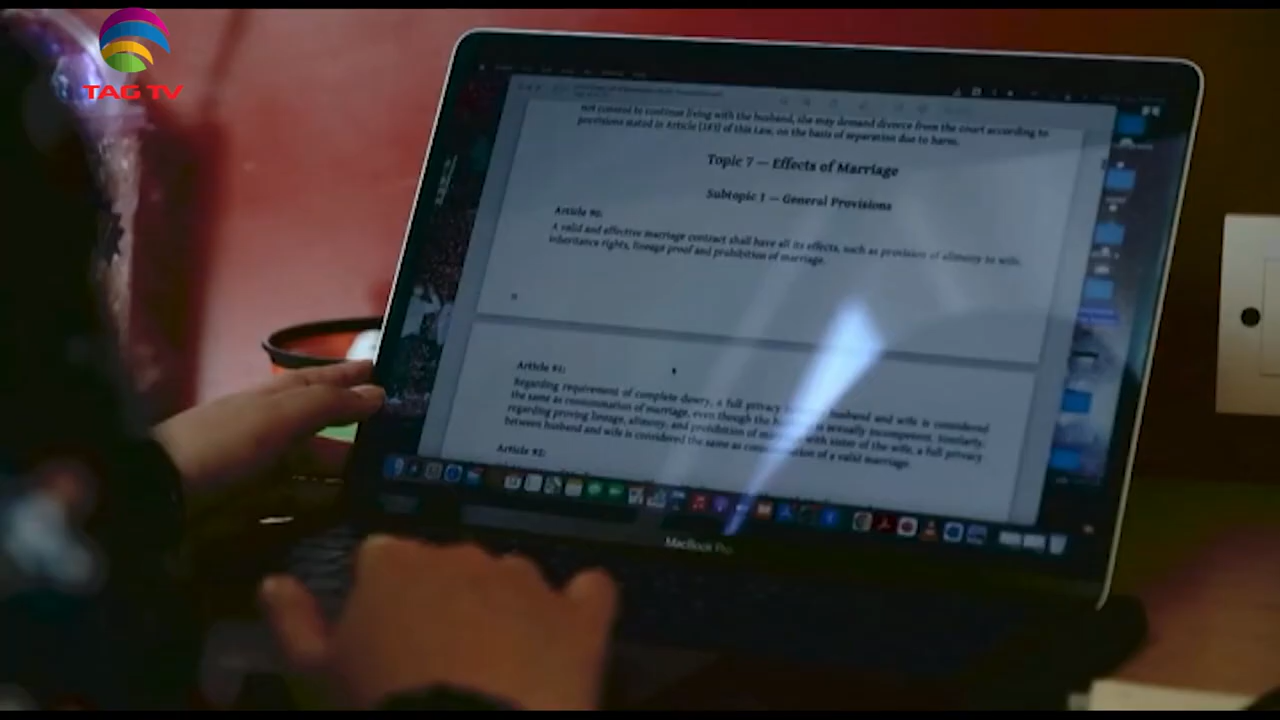 TAG TV
not consent to continue living with the husband, she may demand divorce from the court according to
provisions stated in Article (183) of this Law, on the basis of separation due to harm.
Topic 7 — Effects of Marriage
Subtopic 1 — General Provisions
Article 90:
A valid and effective marriage contract shall have all its effects, such as provision of alimony to wife,
inheritance rights, lineage proof and prohibition of marriage.
Article 91:
Regarding requirement of complete dowry, a full privacy husband and wife is considered
the same as consummation of marriage, even though the is sexually incompetent. Similarly,
regarding proving lineage, alimony, and prohibition of with sister of the wife, a full privacy
between husband and wife is considered the same as of a valid marriage.
Article 92:
MacBook Pro